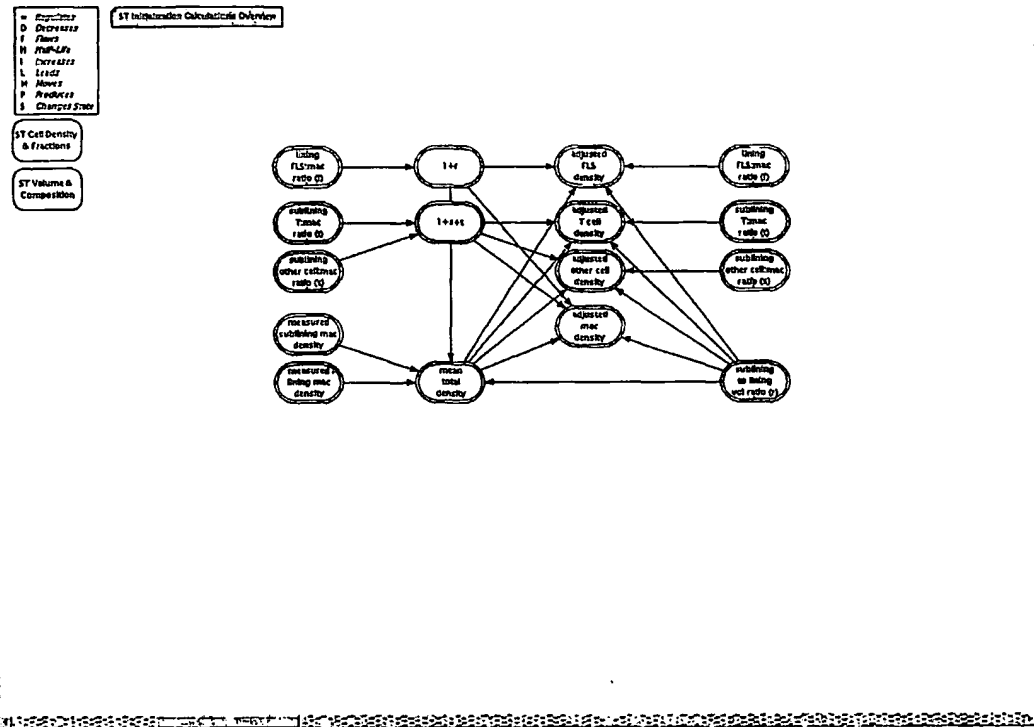 = Regulates
D Decreases
F Flows
H Half-Life
I Increases
L Leads
M Moves
P Produces
S Changes State
ST Initialization Calculations Overview
ST Cell Density
& Fractions
ST Volume &
Composition
lining
FLS:mac
ratio (f)
sublining
T:mac
ratio (t)
sublining
other cell:mac
ratio (x)
measured
sublining mac
density
measured
lining mac
density
1+f
1+x+t
mean
total
density
adjusted
FLS
density
adjusted
T cell
density
adjusted
other cell
density
adjusted
mac
density
lining
FLS:mac
ratio (f)
sublining
T:mac
ratio (t)
sublining
other cell:mac
ratio (x)
sublining
to lining
vol ratio (r)